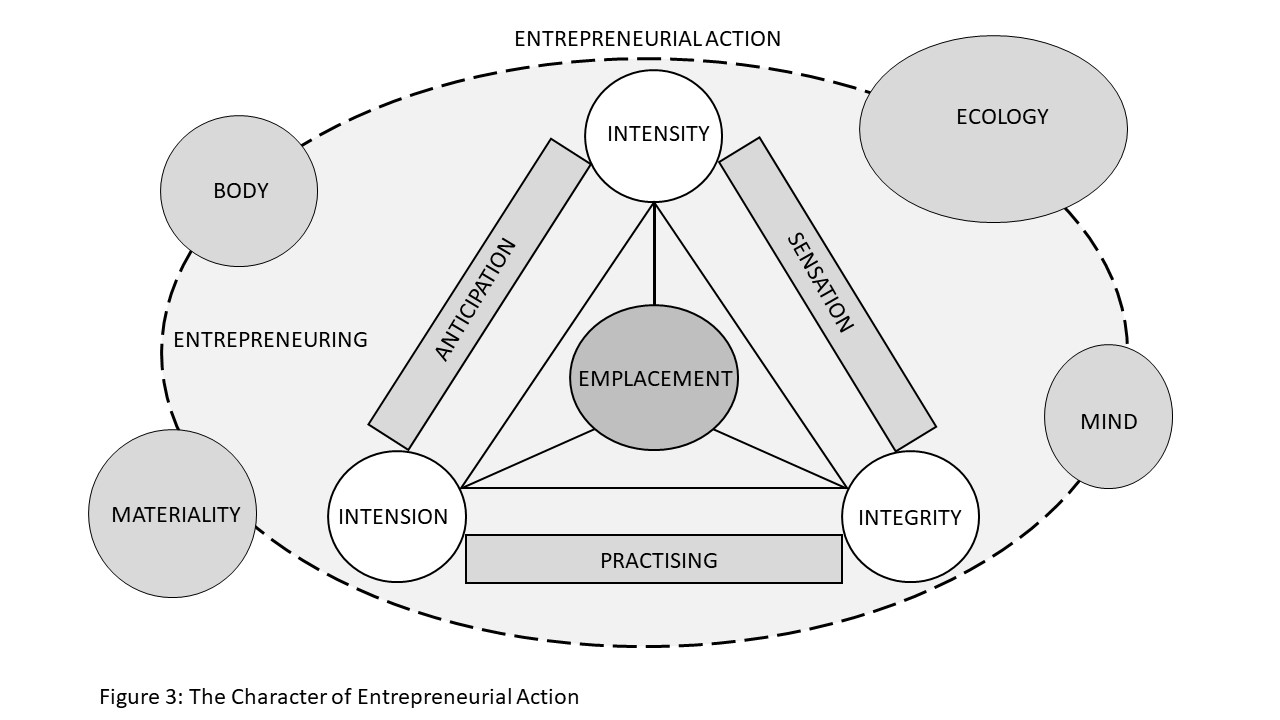 ENTREPRENEURIAL ACTION
ECOLOGY
INTENSITY
BODY
ANTICIPATION
SENSATION
ENTREPRENEURING
EMPLACEMENT
MIND
MATERIALITY
INTENSION
INTEGRITY
PRACTISING
Figure 3: The Character of Entrepreneurial Action